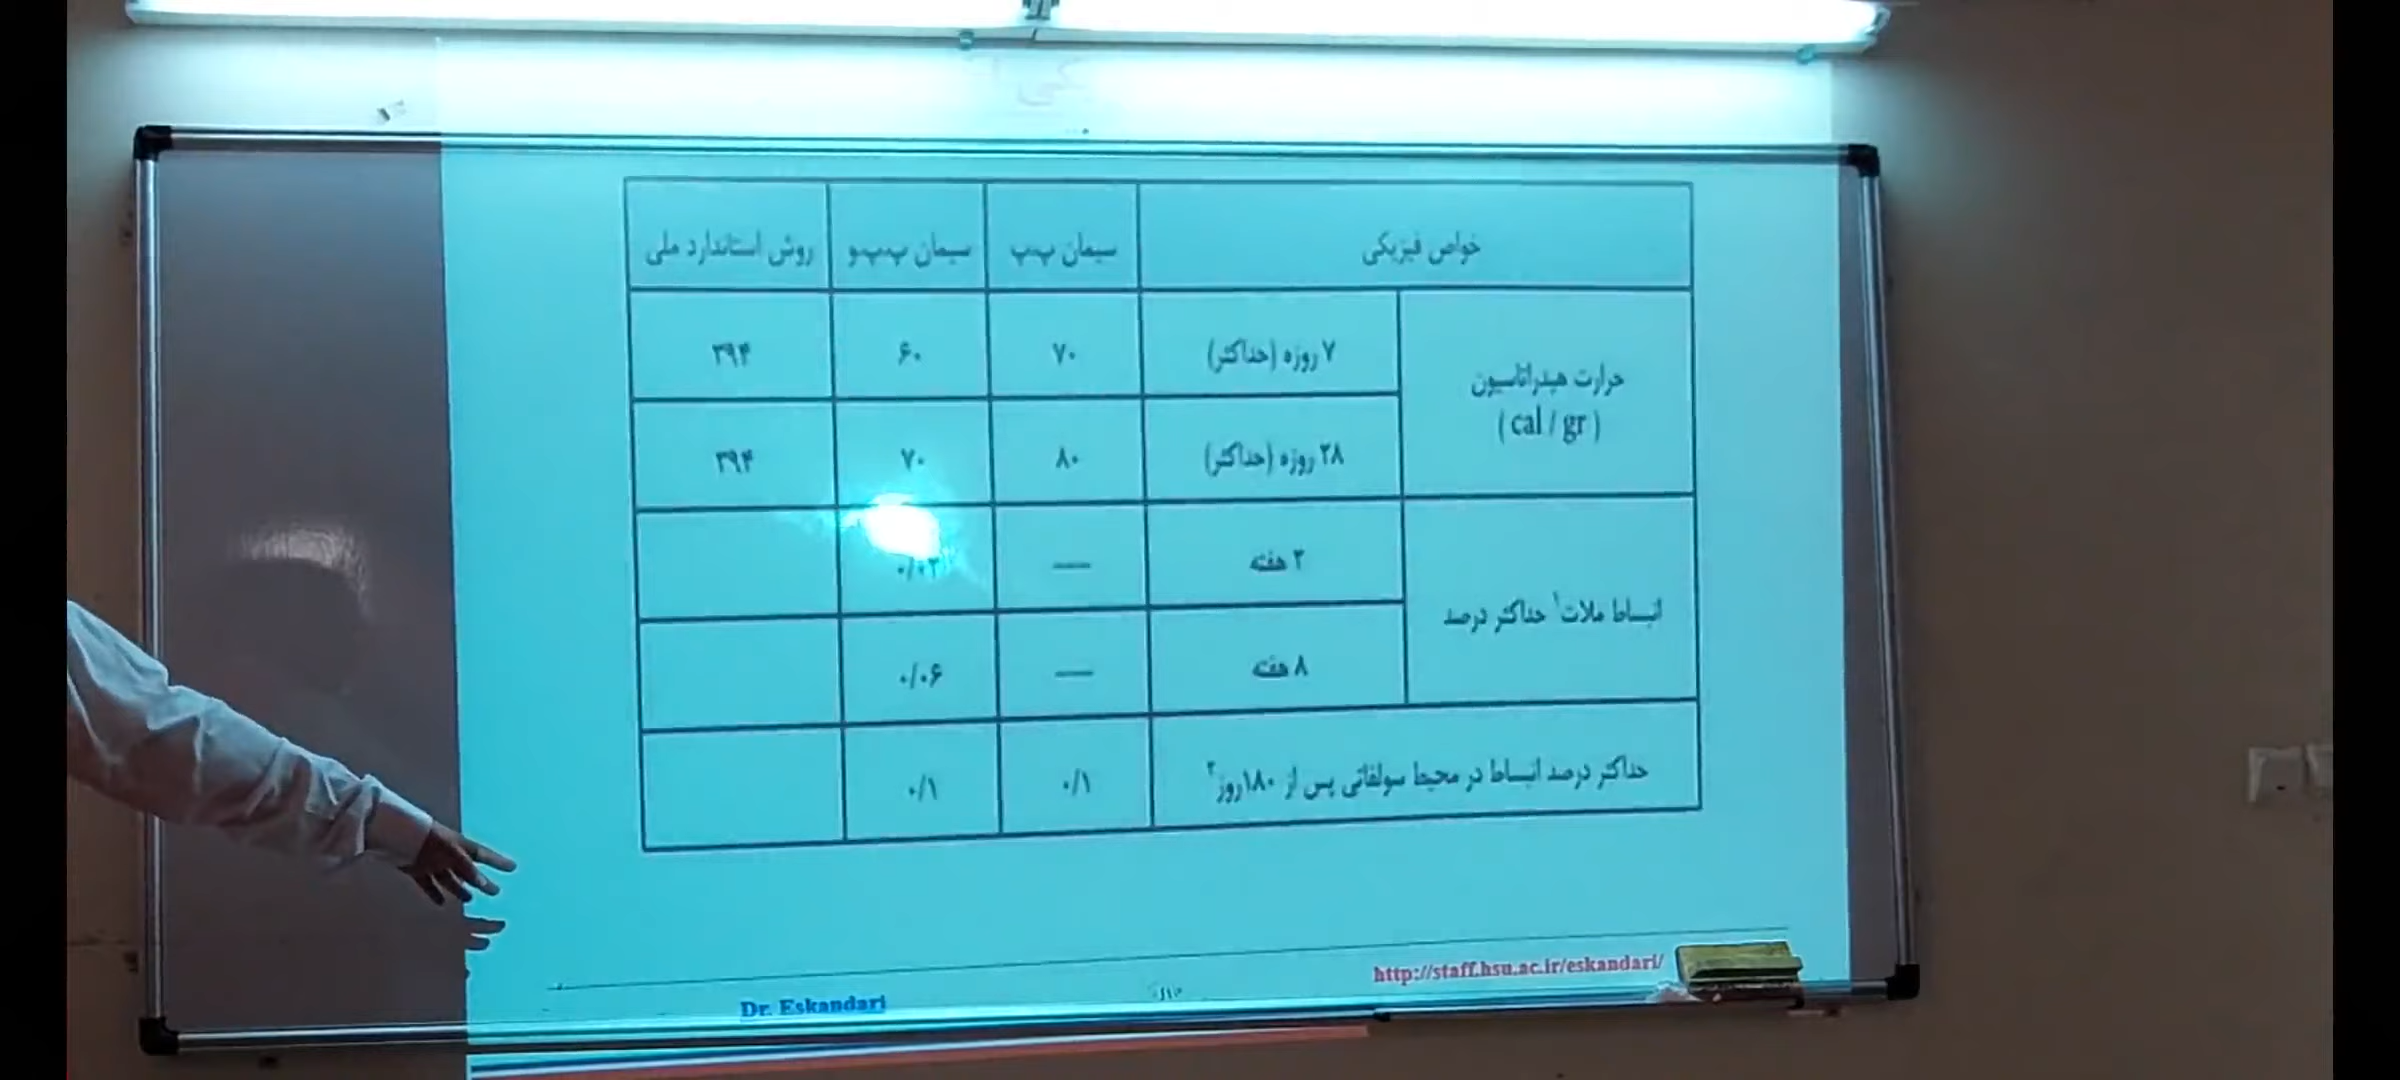 خواص فیزیکی	سیمان پ‌پ	سیمان پ‌پ‌و	روش استاندارد ملی
حرارت هیدراتاسیون
( cal / gr )
۷ روزه (حداکثر)	۷۰	۶۰	۳۹۴
۲۸ روزه (حداکثر)	۸۰	۷۰	۳۹۴
انبساط ملات۱ حداکثر درصد
۲ هفته	—
۸ هفته	—	۰/۰۶
حداکثر درصد انبساط در محیط سولفاتی پس از ۱۸۰روز۲	۰/۱	۰/۱
http://staff.hsu.ac.ir/eskandari/
Dr. Eskandari